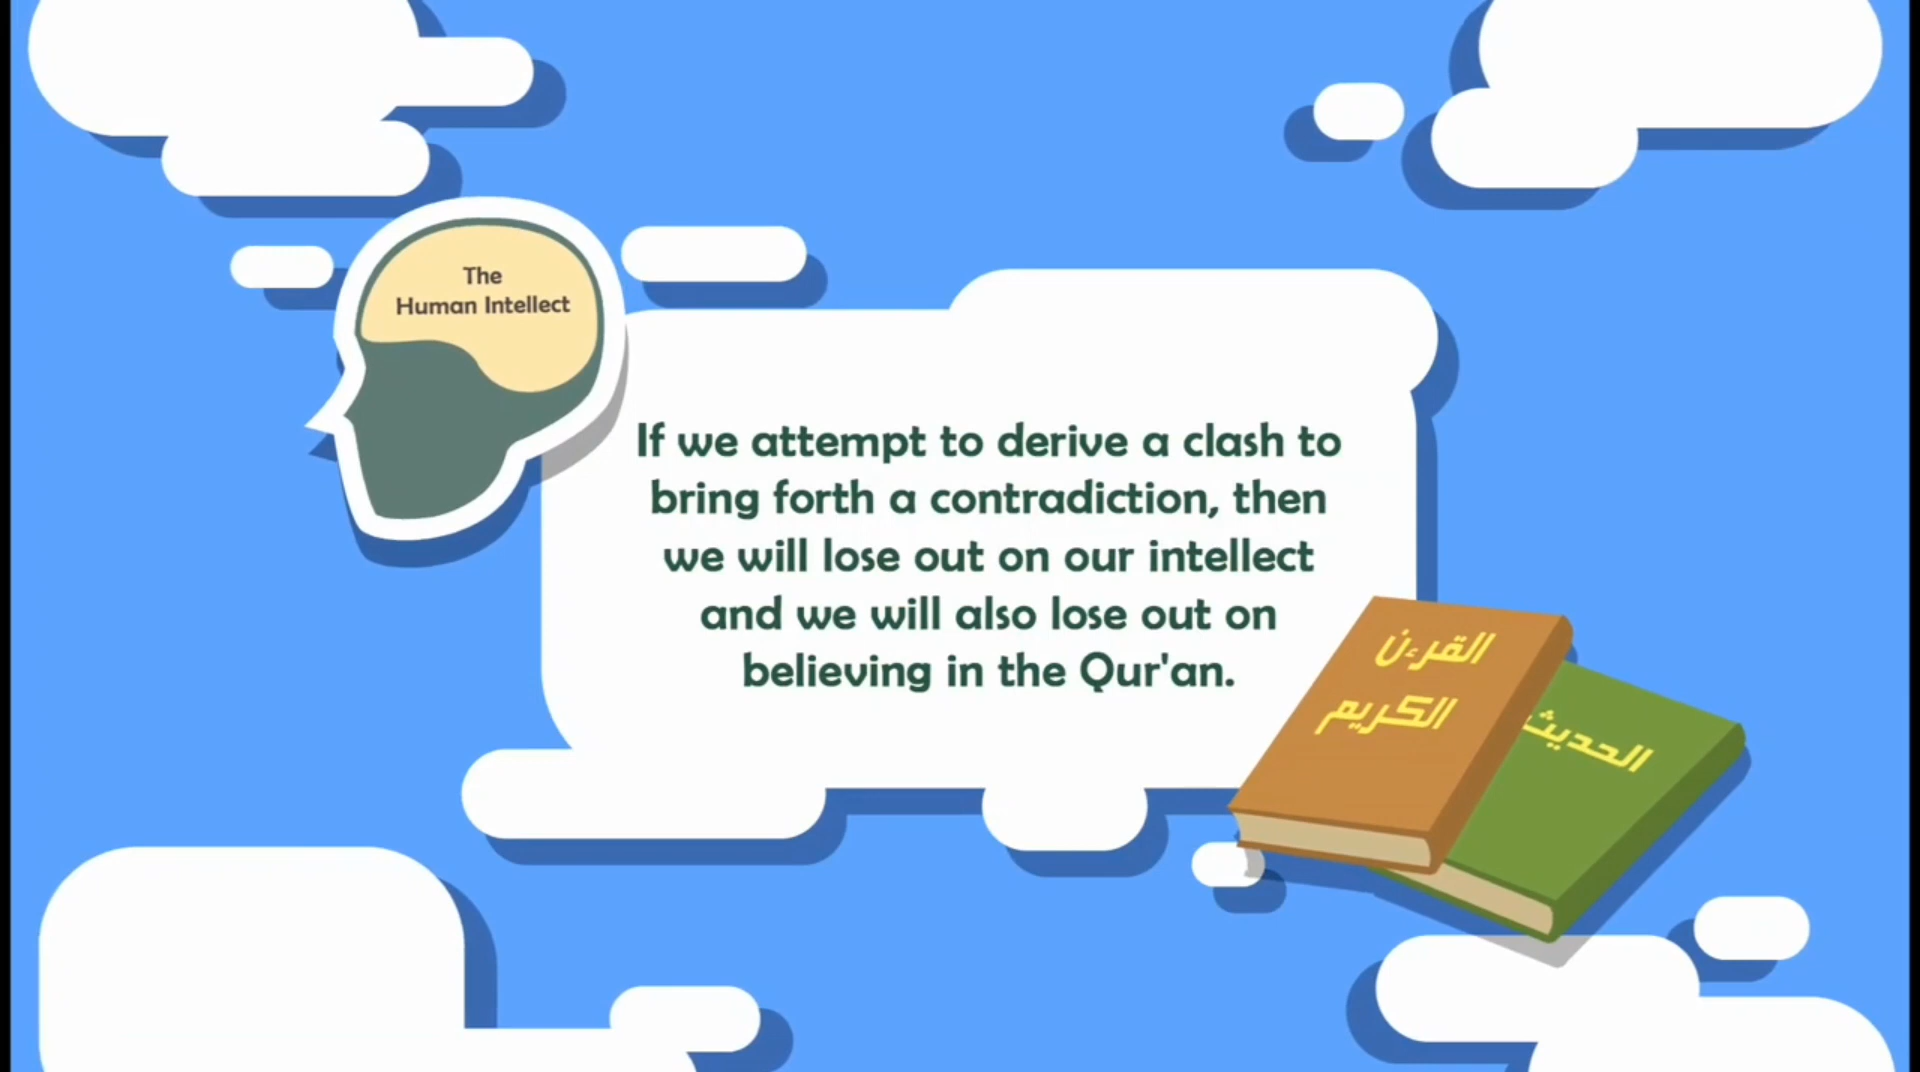 The
Human Intellect
If we attempt to derive a clash to
bring forth a contradiction, then
we will lose out on our intellect
and we will also lose out on
believing in the Qur'an.
القرءن
الكريم
الحديث